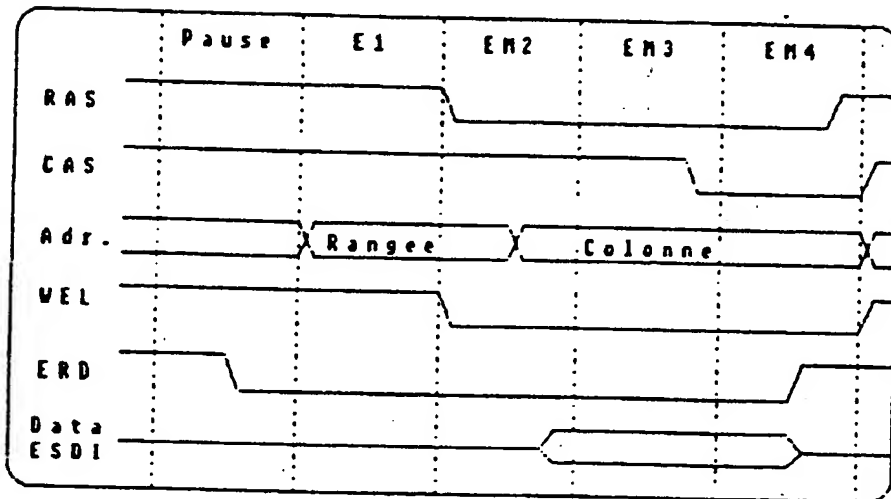 Pause E1 EM2 EM3 EM4
RAS
CAS
Adr. Rangee Colonne
WEL
ERD
Data
ESDI